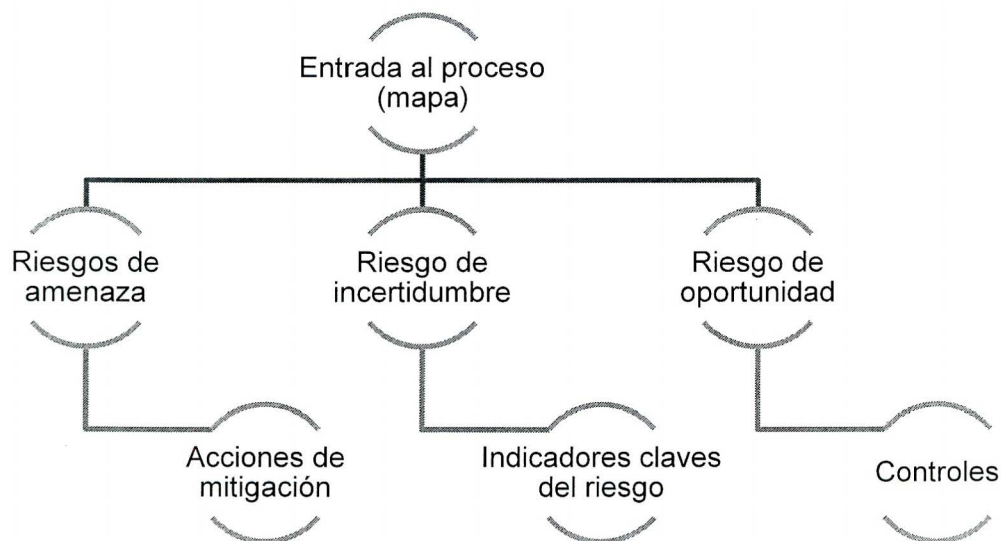 Entrada al proceso
(mapa)
Riesgos de
amenaza
Riesgo de
incertidumbre
Riesgo de
oportunidad
Acciones de
mitigación
Indicadores claves
del riesgo
Controles